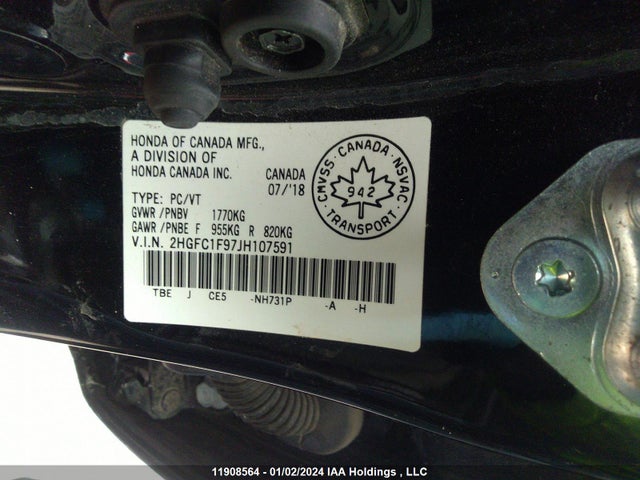 HONDA OF CANADA MFG.,
A DIVISION OF
HONDA CANADA INC. CANADA
07/'18
TYPE: PC/VT
GVWR/PNBV 1770KG
GAWR/PNBE F 955KG R 820KG
V.I.N. 2HGFC1F97JH107591
TBE J CE5 -NH731P -A -H
CMVSS·CANADA·NSVAC
942
TRANSPORT
11908564 - 01/02/2024 IAA Holdings , LLC